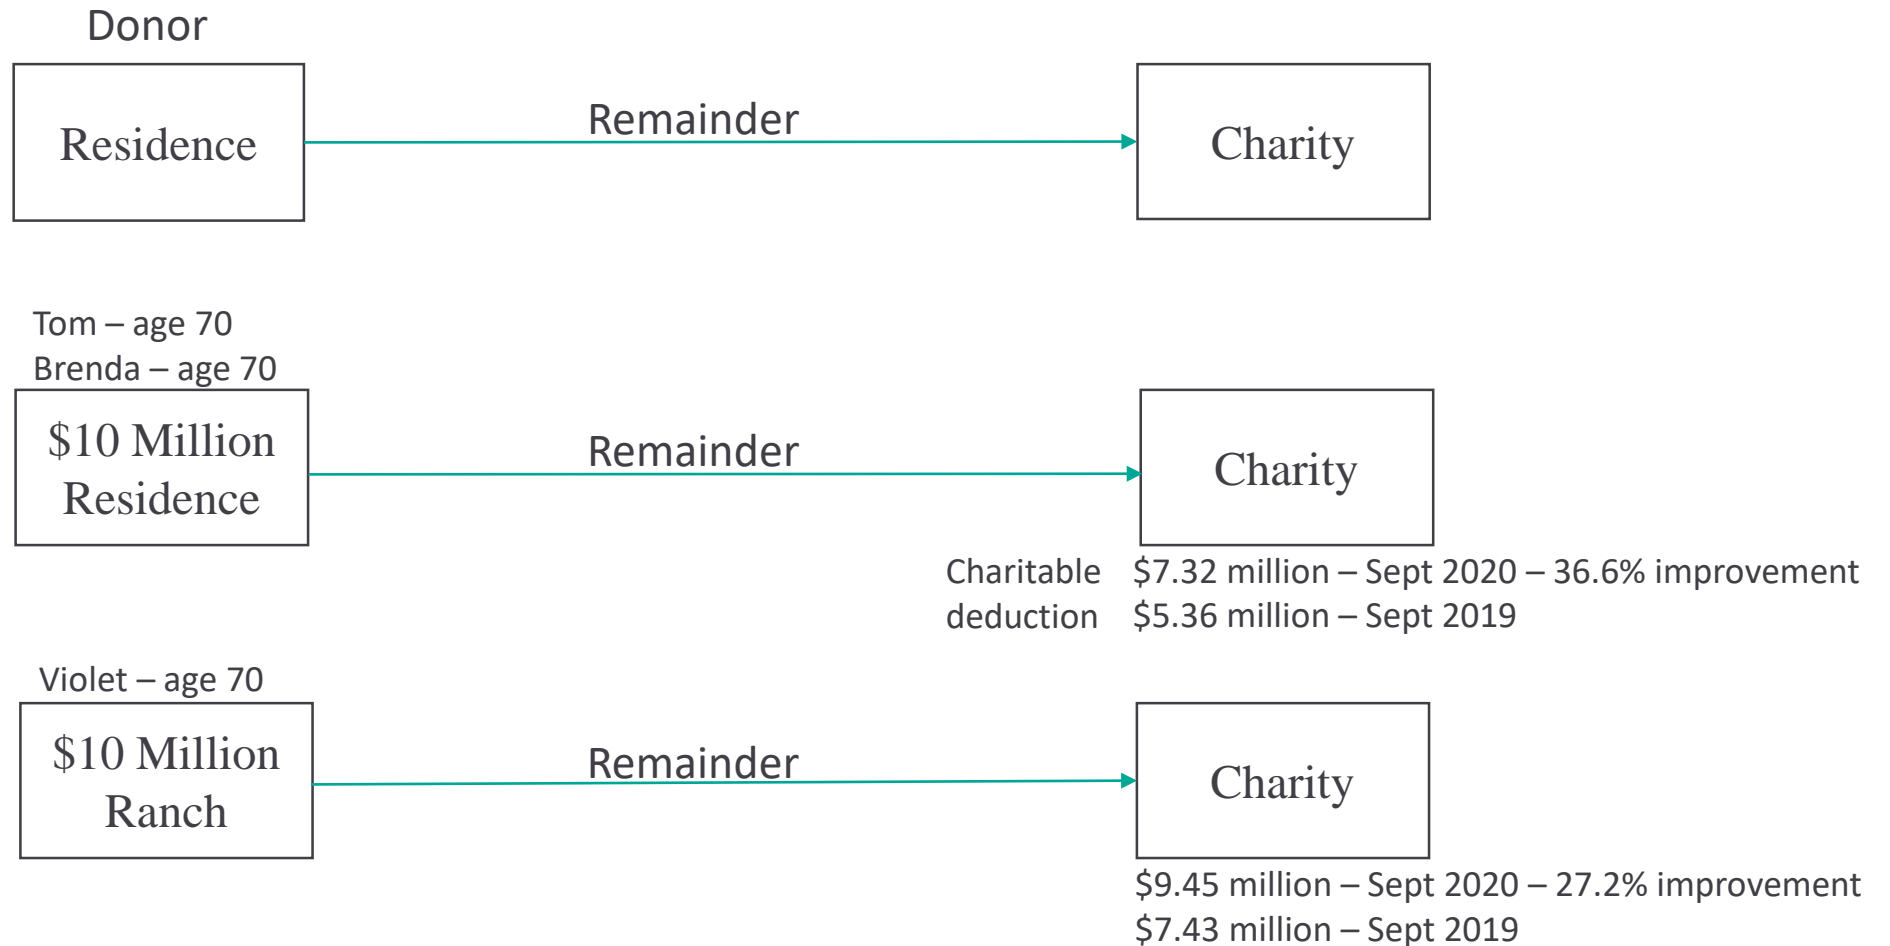 Donor
Residence
Remainder
Charity
Tom – age 70
Brenda – age 70
$10 Million
Residence
Remainder
Charity
Charitable
deduction
$7.32 million – Sept 2020 – 36.6% improvement
$5.36 million – Sept 2019
Violet – age 70
$10 Million
Ranch
Remainder
Charity
$9.45 million – Sept 2020 – 27.2% improvement
$7.43 million – Sept 2019